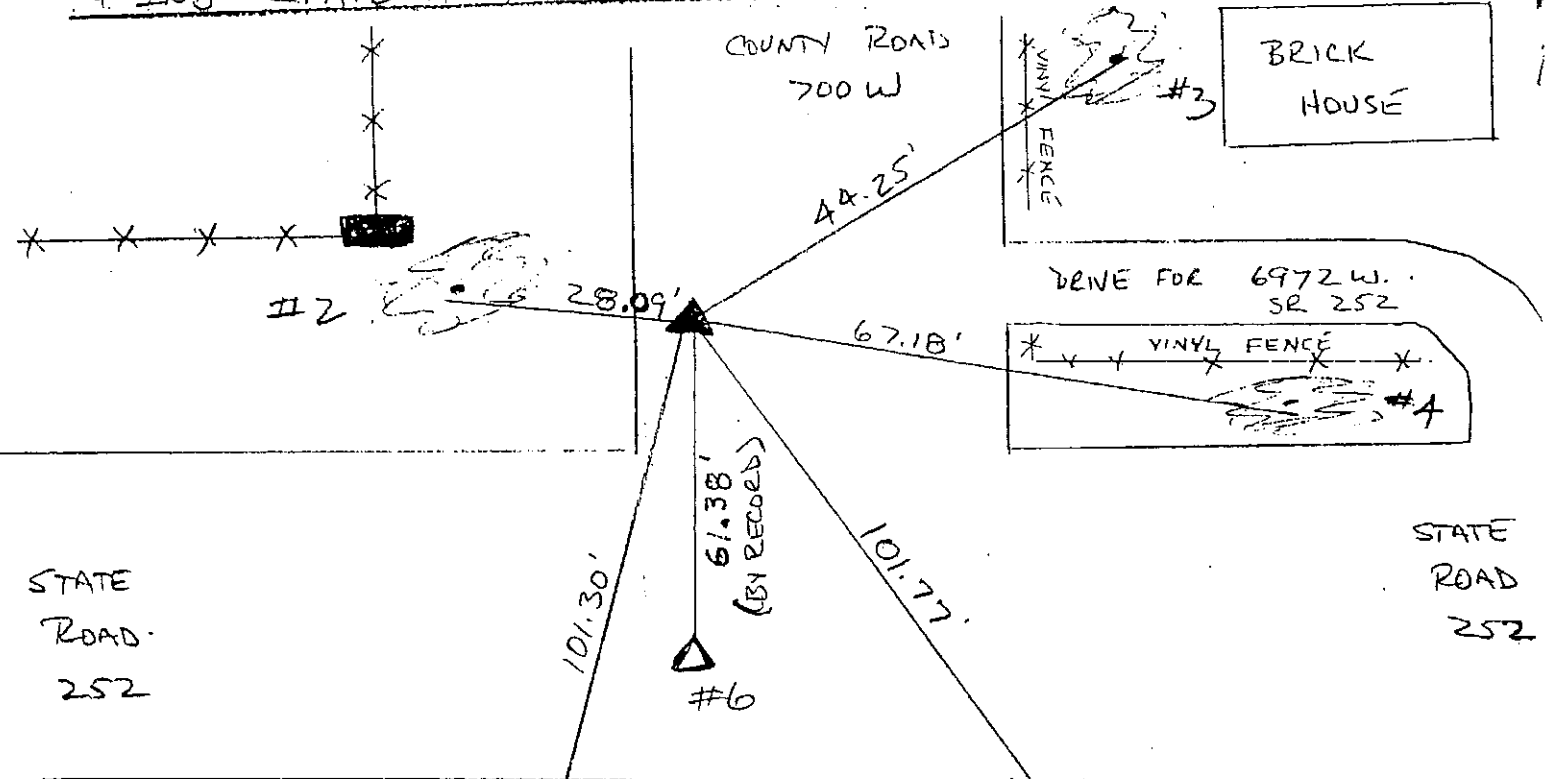 COUNTY ROAD
700 W
VINYL FENCE
#3
BRICK
HOUSE
44.25'
#2
28.09'
DRIVE FOR 6972 W.
SR 252
67.18'
VINYL FENCE
#4
61.38'
(BY RECORD)
101.30'
101.77'
#6
STATE
ROAD
252
STATE
ROAD
252